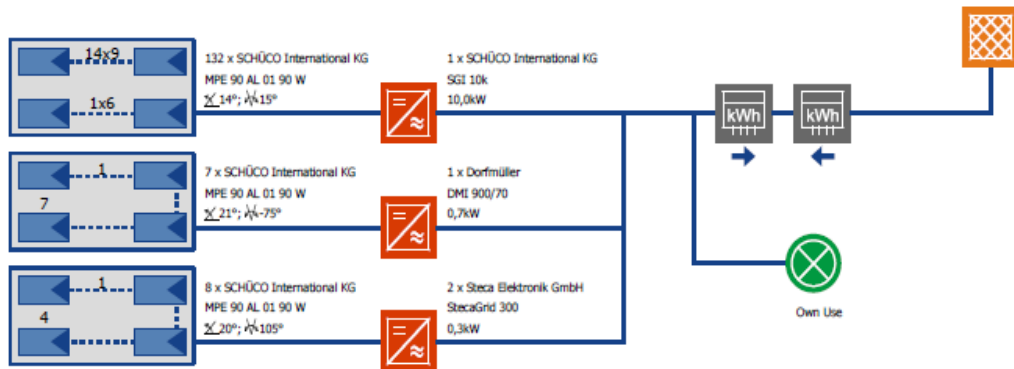 14x9
1x6
132 x SCHÜCO International KG
MPE 90 AL 01 90 W
14°; 15°
1 x SCHÜCO International KG
SGI 10k
10,0kW
kWh
kWh
1
7
7 x SCHÜCO International KG
MPE 90 AL 01 90 W
21°; -75°
1 x Dorfmüller
DMI 900/70
0,7kW
1
4
8 x SCHÜCO International KG
MPE 90 AL 01 90 W
20°; 105°
2 x Steca Elektronik GmbH
StecaGrid 300
0,3kW
Own Use